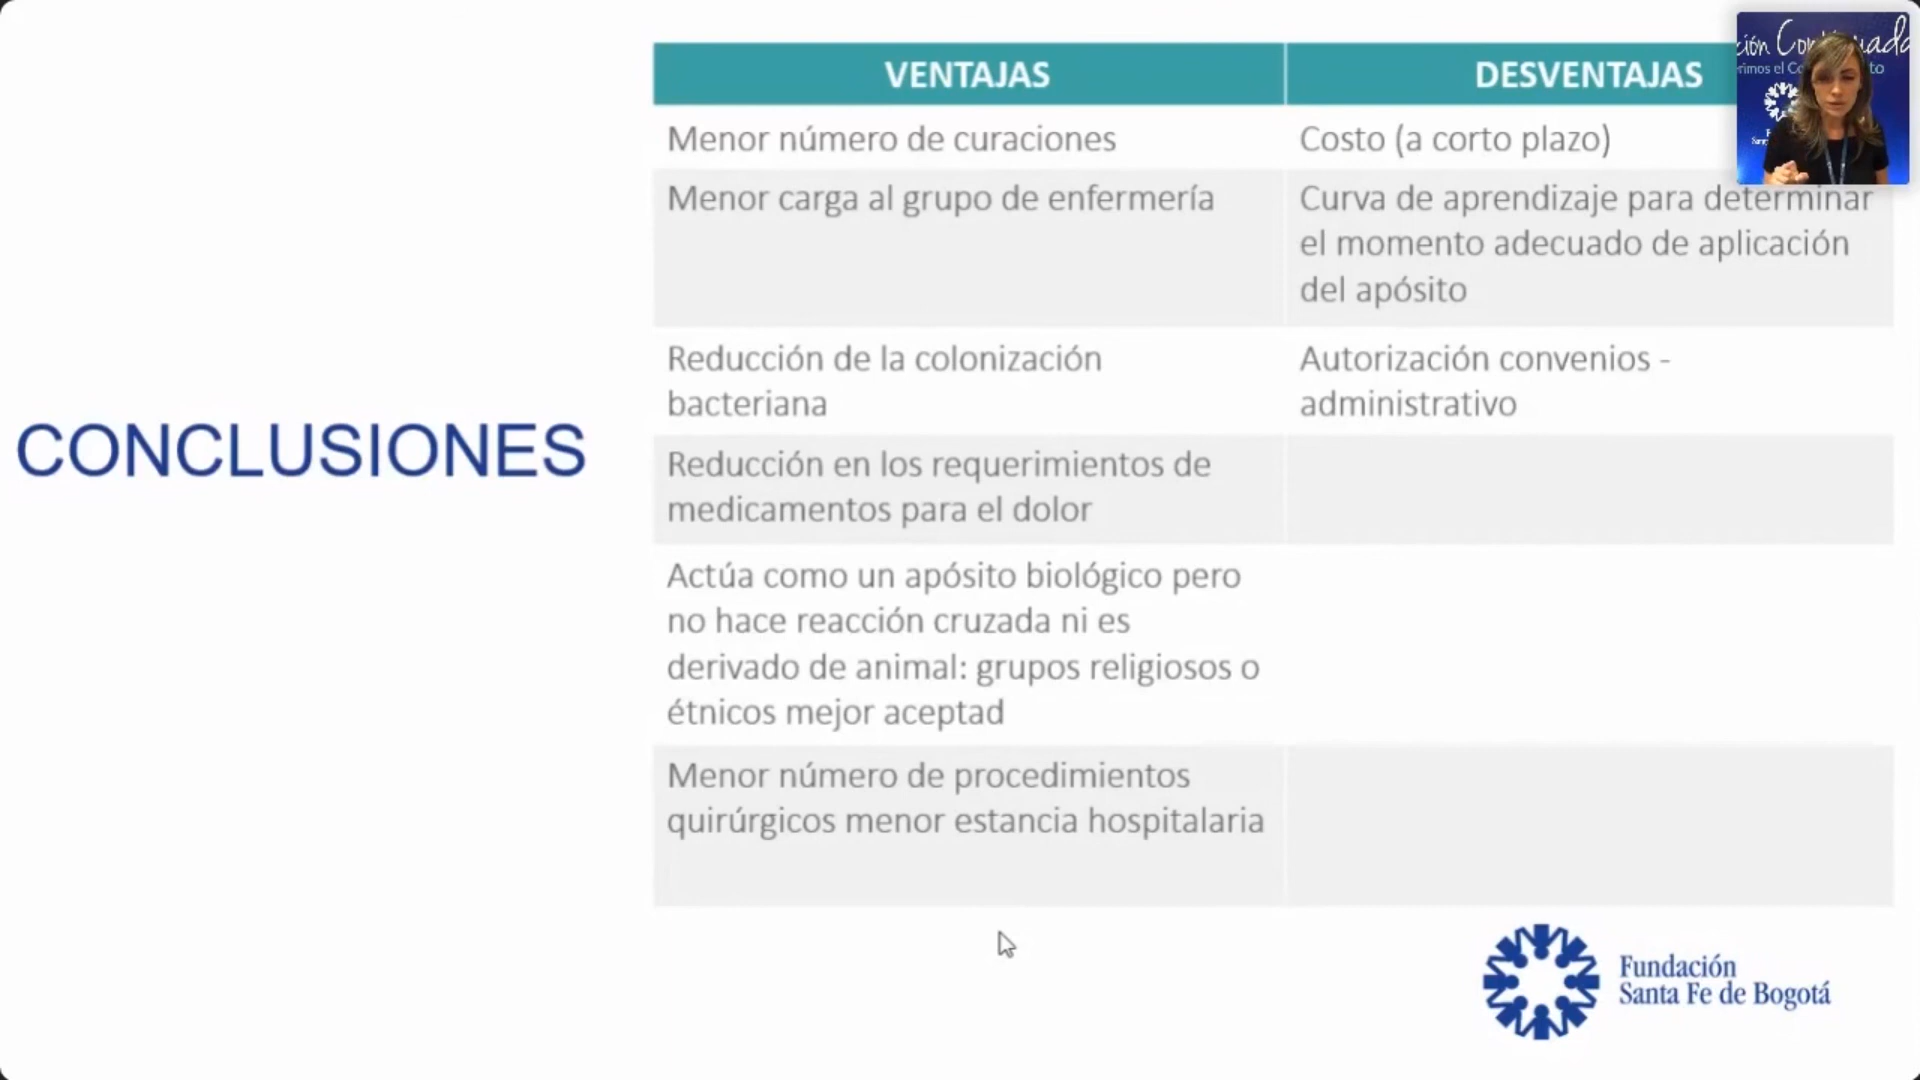 CONCLUSIONES
VENTAJAS
DESVENTAJAS
Menor número de curaciones
Costo (a corto plazo)
Menor carga al grupo de enfermería
Curva de aprendizaje para determinar
el momento adecuado de aplicación
del apósito
Reducción de la colonización
bacteriana
Autorización convenios -
administrativo
Reducción en los requerimientos de
medicamentos para el dolor
Actúa como un apósito biológico pero
no hace reacción cruzada ni es
derivado de animal: grupos religiosos o
étnicos mejor aceptad
Menor número de procedimientos
quirúrgicos menor estancia hospitalaria
Fundación
Santa Fe de Bogotá